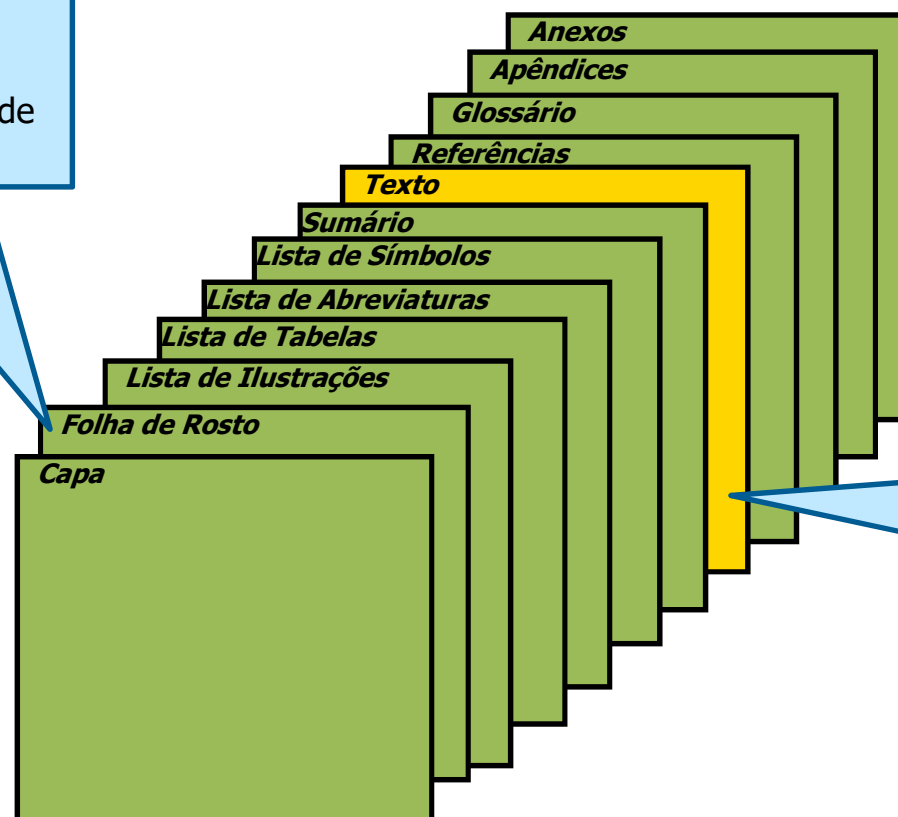 de
Anexos
Apêndices
Glossário
Referências
Texto
Sumário
Lista de Símbolos
Lista de Abreviaturas
Lista de Tabelas
Lista de Ilustrações
Folha de Rosto
Capa